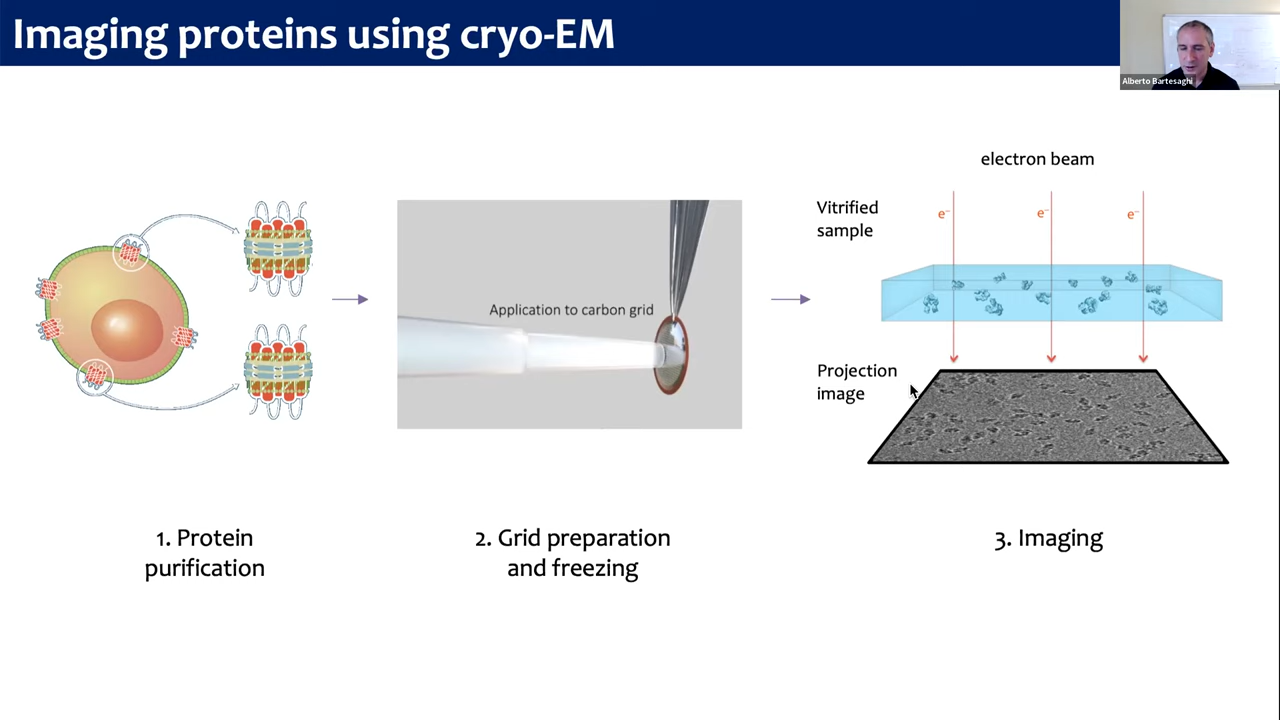 Imaging proteins using cryo-EM
Alberto Bartesaghi
electron beam
Vitrified
sample
e⁻
e⁻
e⁻
Application to carbon grid
Projection
image
1. Protein
purification
2. Grid preparation
and freezing
3. Imaging